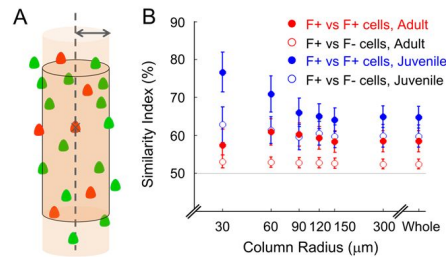 A
B
F+ vs F+ cells, Adult
F+ vs F- cells, Adult
F+ vs F+ cells, Juvenile
F+ vs F- cells, Juvenile
Similarity Index (%)
90
80
70
60
50
30 60 90 120 150 300 Whole
Column Radius (μm)